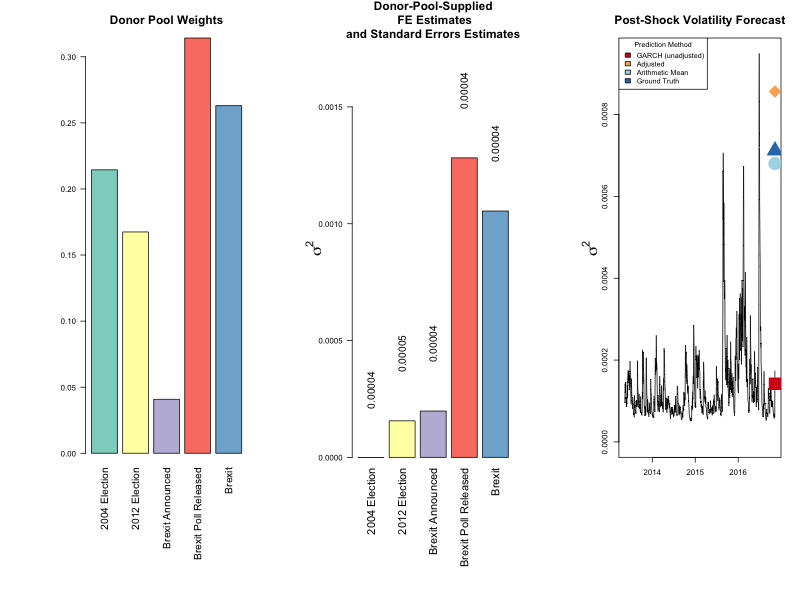 Donor Pool Weights
0.30
0.25
0.20
0.15
0.10
0.05
0.00
2004 Election
2012 Election
Brexit Announced
Brexit Poll Released
Brexit
Donor-Pool-Supplied
FE Estimates
and Standard Errors Estimates
σ²
0.0015
0.0010
0.0005
0.0000
0.00004
0.00005
0.00004
0.00004
0.00004
2004 Election
2012 Election
Brexit Announced
Brexit Poll Released
Brexit
Post-Shock Volatility Forecast
Prediction Method
GARCH (unadjusted)
Adjusted
Arithmetic Mean
Ground Truth
σ²
0.0008
0.0006
0.0004
0.0002
0.0000
2014 2015 2016